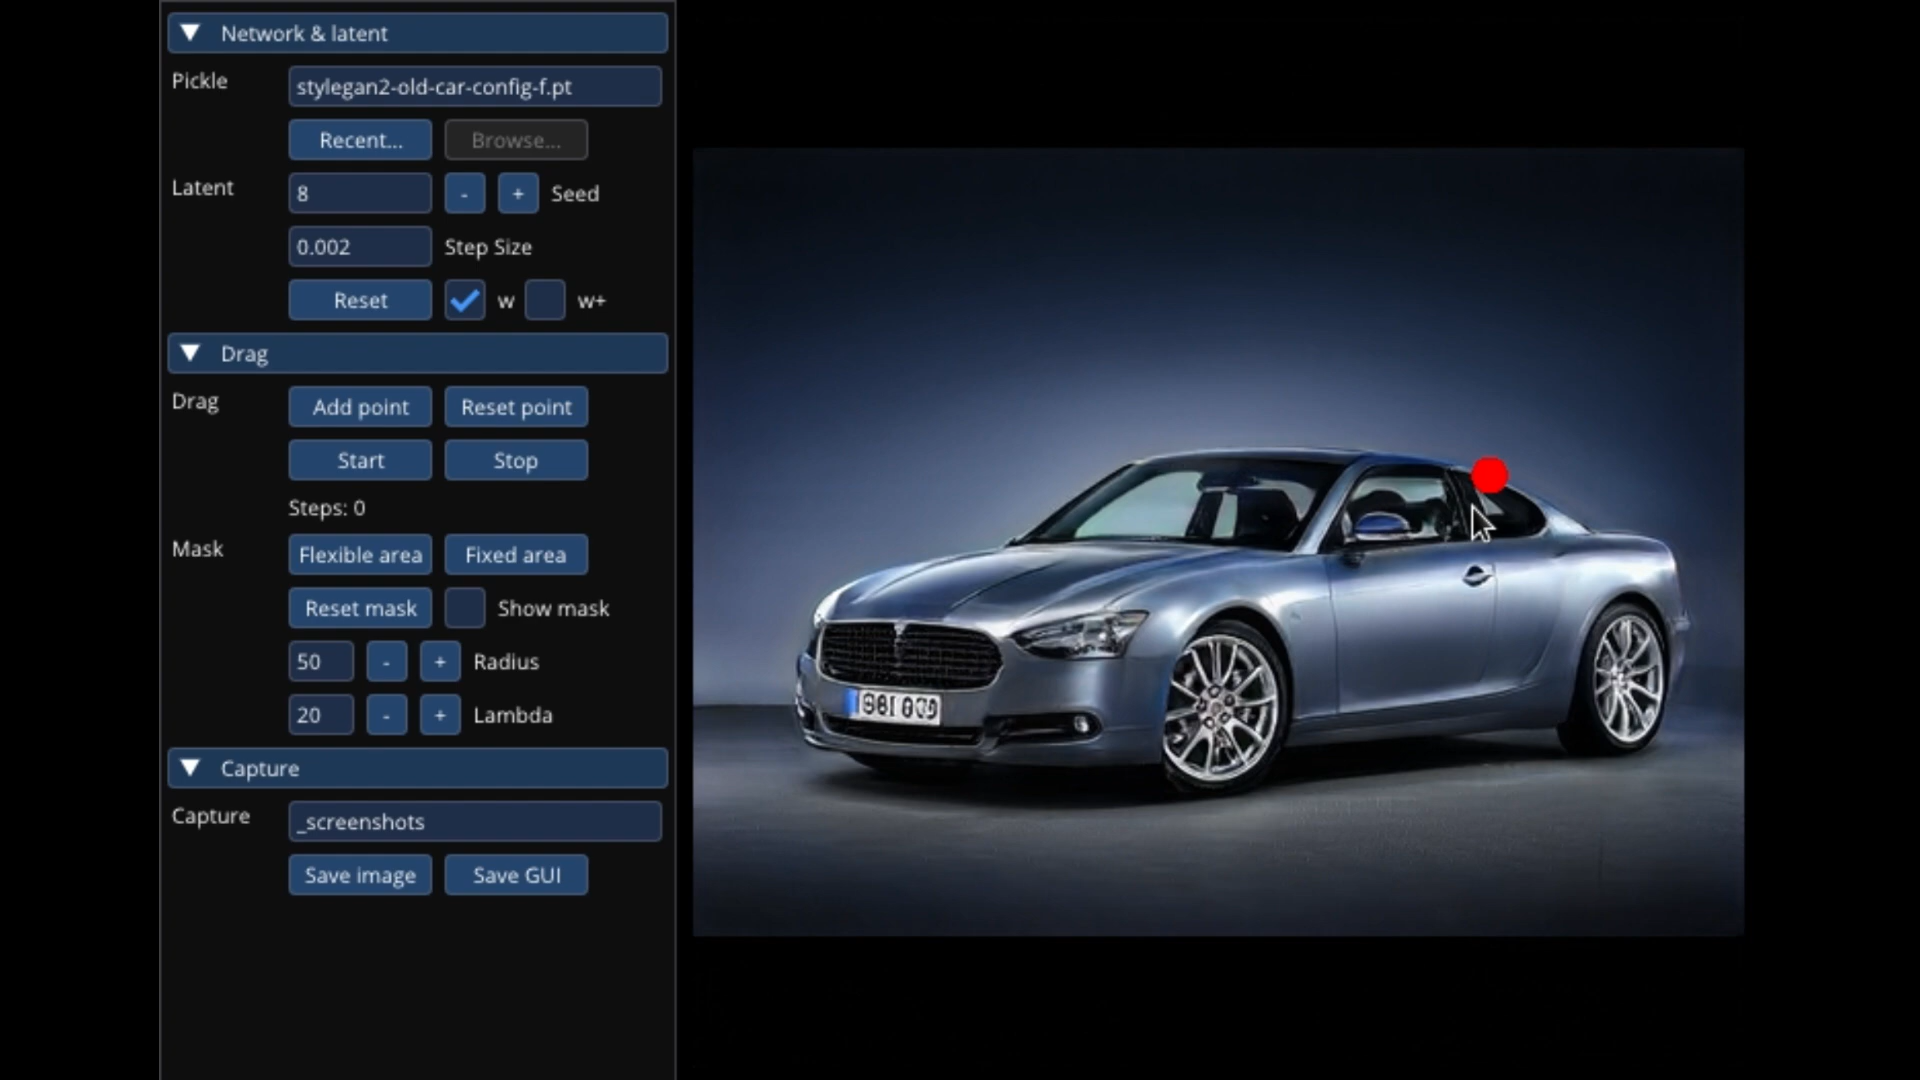 Network & latent
Pickle stylegan2-old-car-config-f.pt
Recent... Browse...
Latent 8 - + Seed
0.002 Step Size
Reset w w+
Drag
Drag Add point Reset point
Start Stop
Steps: 0
Mask Flexible area Fixed area
Reset mask Show mask
50 - + Radius
20 - + Lambda
Capture
Capture _screenshots
Save image Save GUI